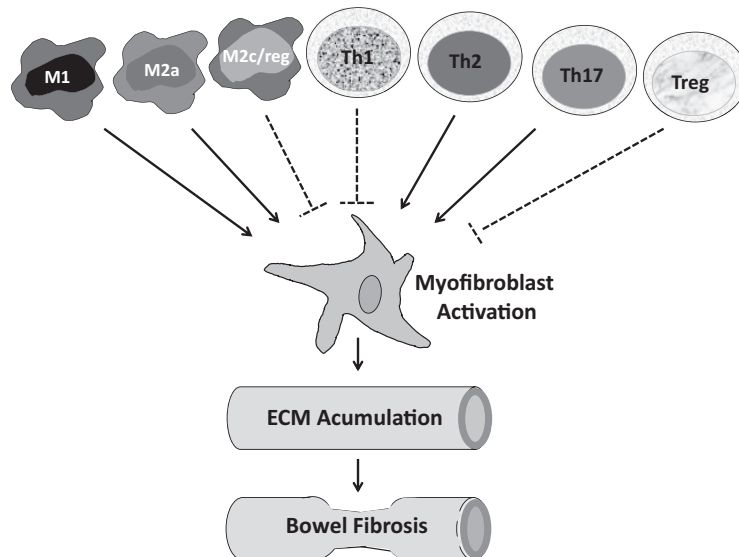 M1
M2a
M2c/reg
Th1
Th2
Th17
Treg
Myofibroblast
Activation
ECM Acumulation
Bowel Fibrosis